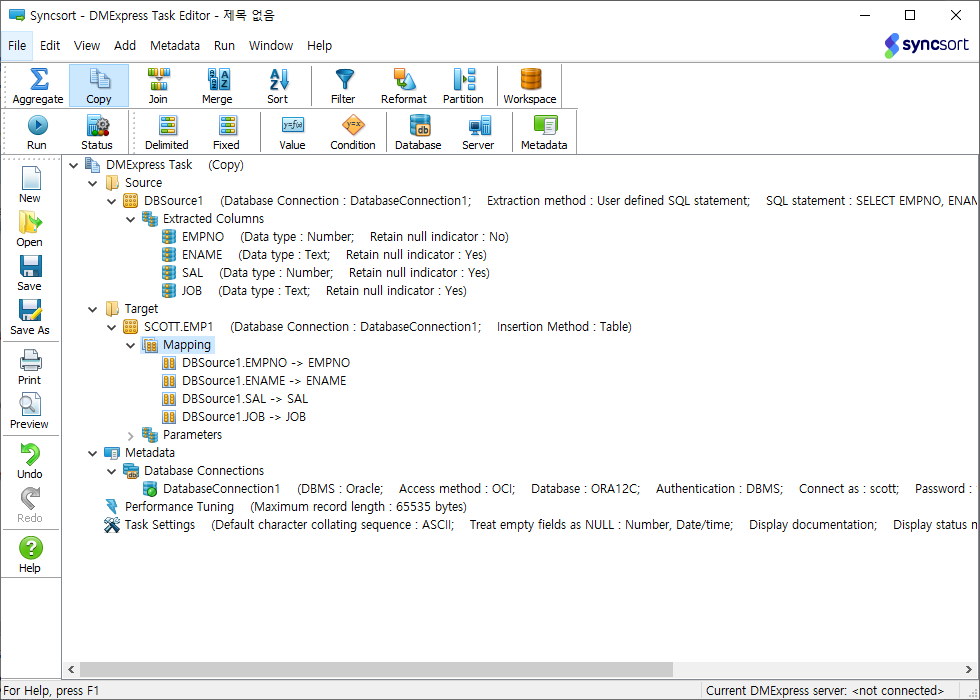 Syncsort - DMExpress Task Editor - 제목 없음
File Edit View Add Metadata Run Window Help
syncsort
Aggregate Copy Join Merge Sort Filter Reformat Partition Workspace
Run Status Delimited Fixed Value Condition Database Server Metadata
New
Open
Save
Save As
Print
Preview
Undo
Redo
Help
DMExpress Task (Copy)
Source
DBSource1 (Database Connection : DatabaseConnection1; Extraction method : User defined SQL statement; SQL statement : SELECT EMPNO, ENAM
Extracted Columns
EMPNO (Data type : Number; Retain null indicator : No)
ENAME (Data type : Text; Retain null indicator : Yes)
SAL (Data type : Number; Retain null indicator : Yes)
JOB (Data type : Text; Retain null indicator : Yes)
Target
SCOTT.EMP1 (Database Connection : DatabaseConnection1; Insertion Method : Table)
Mapping
DBSource1.EMPNO -> EMPNO
DBSource1.ENAME -> ENAME
DBSource1.SAL -> SAL
DBSource1.JOB -> JOB
Parameters
Metadata
Database Connections
DatabaseConnection1 (DBMS : Oracle; Access method : OCI; Database : ORA12C; Authentication : DBMS; Connect as : scott; Password :
Performance Tuning (Maximum record length : 65535 bytes)
Task Settings (Default character collating sequence : ASCII; Treat empty fields as NULL : Number, Date/time; Display documentation; Display status n
For Help, press F1
Current DMExpress server: <not connected>